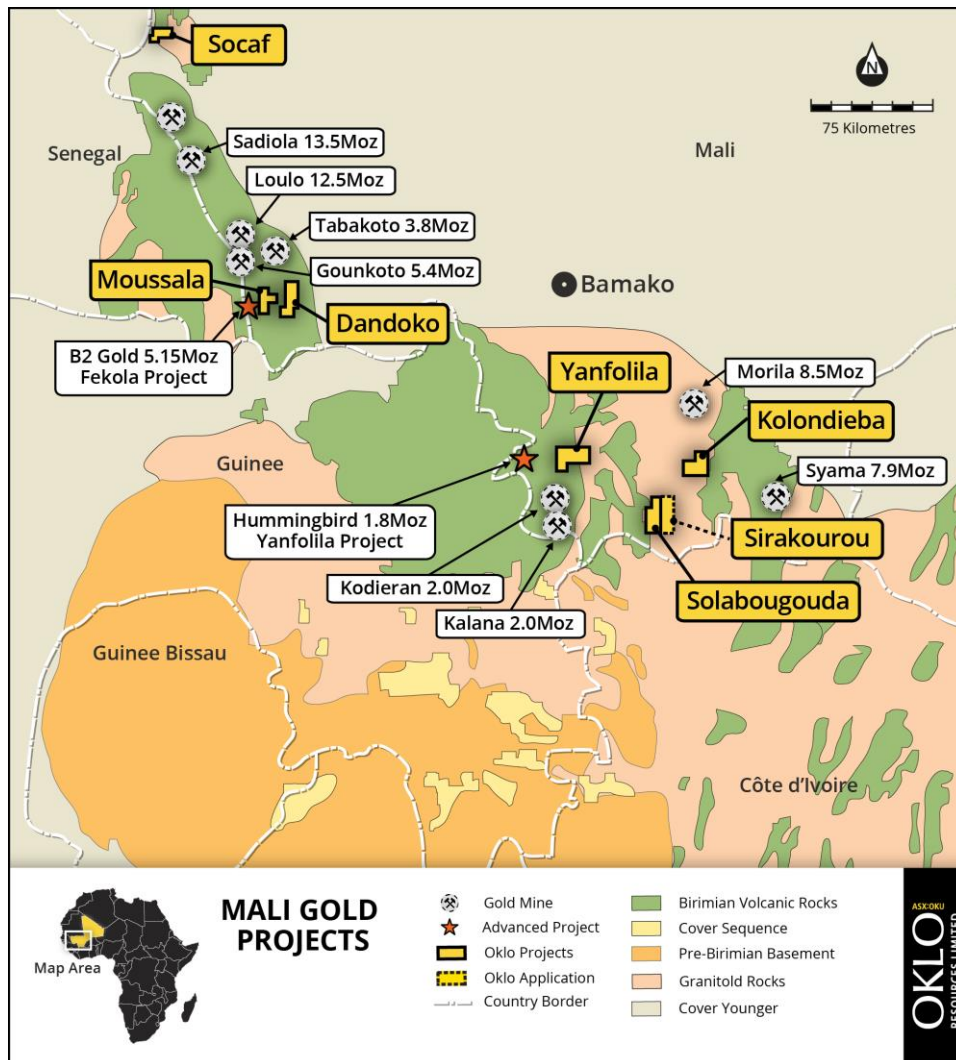 Socaf
N
75 Kilometres
Senegal
Sadiola 13.5Moz
Mali
Loulo 12.5Moz
Tabakoto 3.8Moz
Gounkoto 5.4Moz
Moussala
Bamako
Dandoko
B2 Gold 5.15Moz
Fekola Project
Yanfolila
Morila 8.5Moz
Kolondieba
Guinee
Syama 7.9Moz
Hummingbird 1.8Moz
Yanfolila Project
Sirakourou
Kodieran 2.0Moz
Solabougouda
Kalana 2.0Moz
Guinee Bissau
Côte d'Ivoire
Map Area
MALI GOLD
PROJECTS
Gold Mine
Advanced Project
Oklo Projects
Oklo Application
Country Border
Birimian Volcanic Rocks
Cover Sequence
Pre-Birimian Basement
Granitold Rocks
Cover Younger
ASX:OKU
OKLO
RESOURCES LIMITED